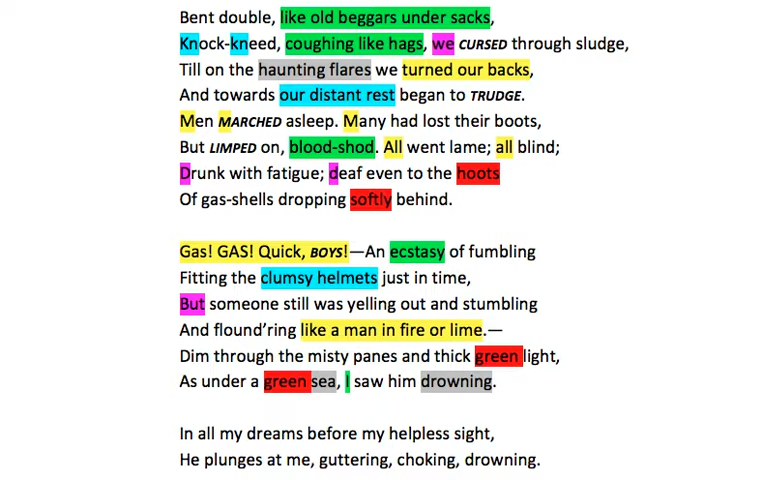 Bent double, like old beggars under sacks,
Knock-kneed, coughing like hags, we CURSED through sludge,
Till on the haunting flares we turned our backs,
And towards our distant rest began to TRUDGE.
Men MARCHED asleep. Many had lost their boots,
But LIMPED on, blood-shod. All went lame; all blind;
Drunk with fatigue; deaf even to the hoots
Of gas-shells dropping softly behind.
Gas! GAS! Quick, BOYS!—An ecstasy of fumbling
Fitting the clumsy helmets just in time,
But someone still was yelling out and stumbling
And flound'ring like a man in fire or lime.—
Dim through the misty panes and thick green light,
As under a green sea, I saw him drowning.
In all my dreams before my helpless sight,
He plunges at me, guttering, choking, drowning.